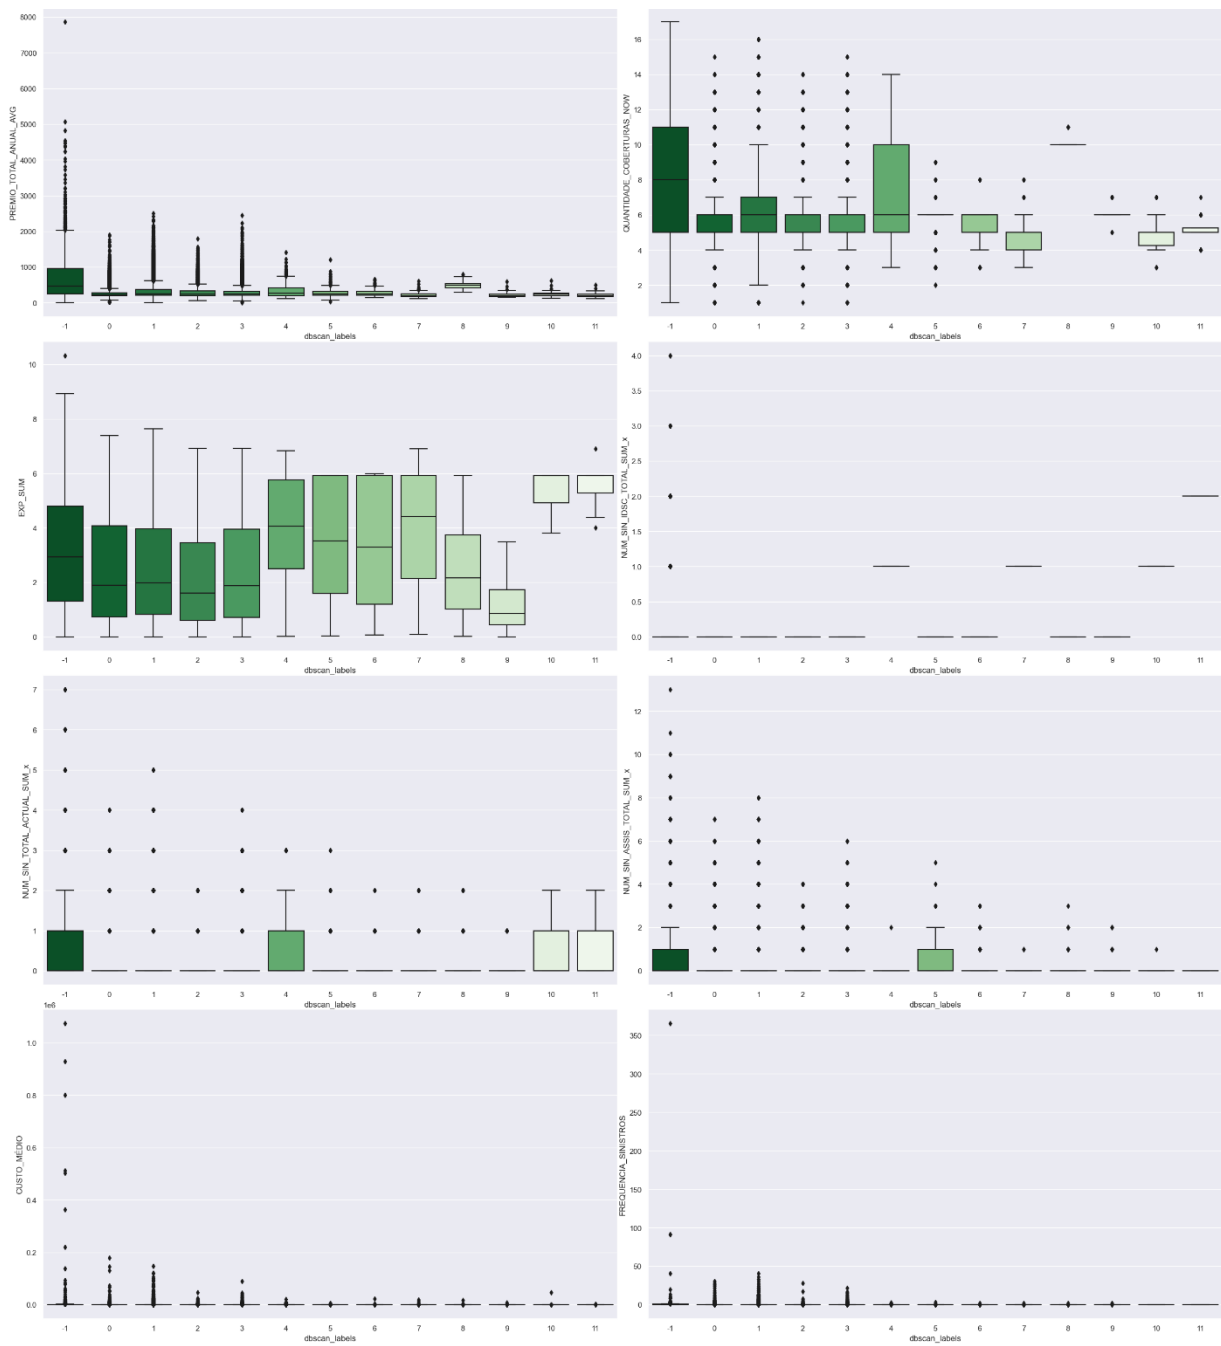 8000
7000
6000
5000
4000
3000
2000
1000
0
PREMIO_TOTAL_ANUAL_AVG
-1 0 1 2 3 4 5 6 7 8 9 10 11
dbscan_labels
16
14
12
10
8
6
4
2
QUANTIDADE_COBERTURAS_NOW
-1 0 1 2 3 4 5 6 7 8 9 10 11
dbscan_labels
10
8
6
4
2
0
EXP_SUM
-1 0 1 2 3 4 5 6 7 8 9 10 11
dbscan_labels
4.0
3.5
3.0
2.5
2.0
1.5
1.0
0.5
0.0
NUM_SIN_IDSC_TOTAL_SUM_x
-1 0 1 2 3 4 5 6 7 8 9 10 11
dbscan_labels
7
6
5
4
3
2
1
0
NUM_SIN_TOTAL_ACTUAL_SUM_x
-1 0 1 2 3 4 5 6 7 8 9 10 11
dbscan_labels
12
10
8
6
4
2
0
NUM_SIN_ASSIS_TOTAL_SUM_x
-1 0 1 2 3 4 5 6 7 8 9 10 11
dbscan_labels
1e6
1.0
0.8
0.6
0.4
0.2
0.0
CUSTO_MÉDIO
-1 0 1 2 3 4 5 6 7 8 9 10 11
dbscan_labels
350
300
250
200
150
100
50
0
FREQUENCIA_SINISTROS
-1 0 1 2 3 4 5 6 7 8 9 10 11
dbscan_labels